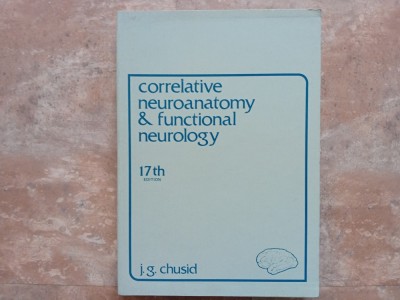 correlative
neuroanatomy
& functional
neurology
17th
EDITION
j. g. chusid